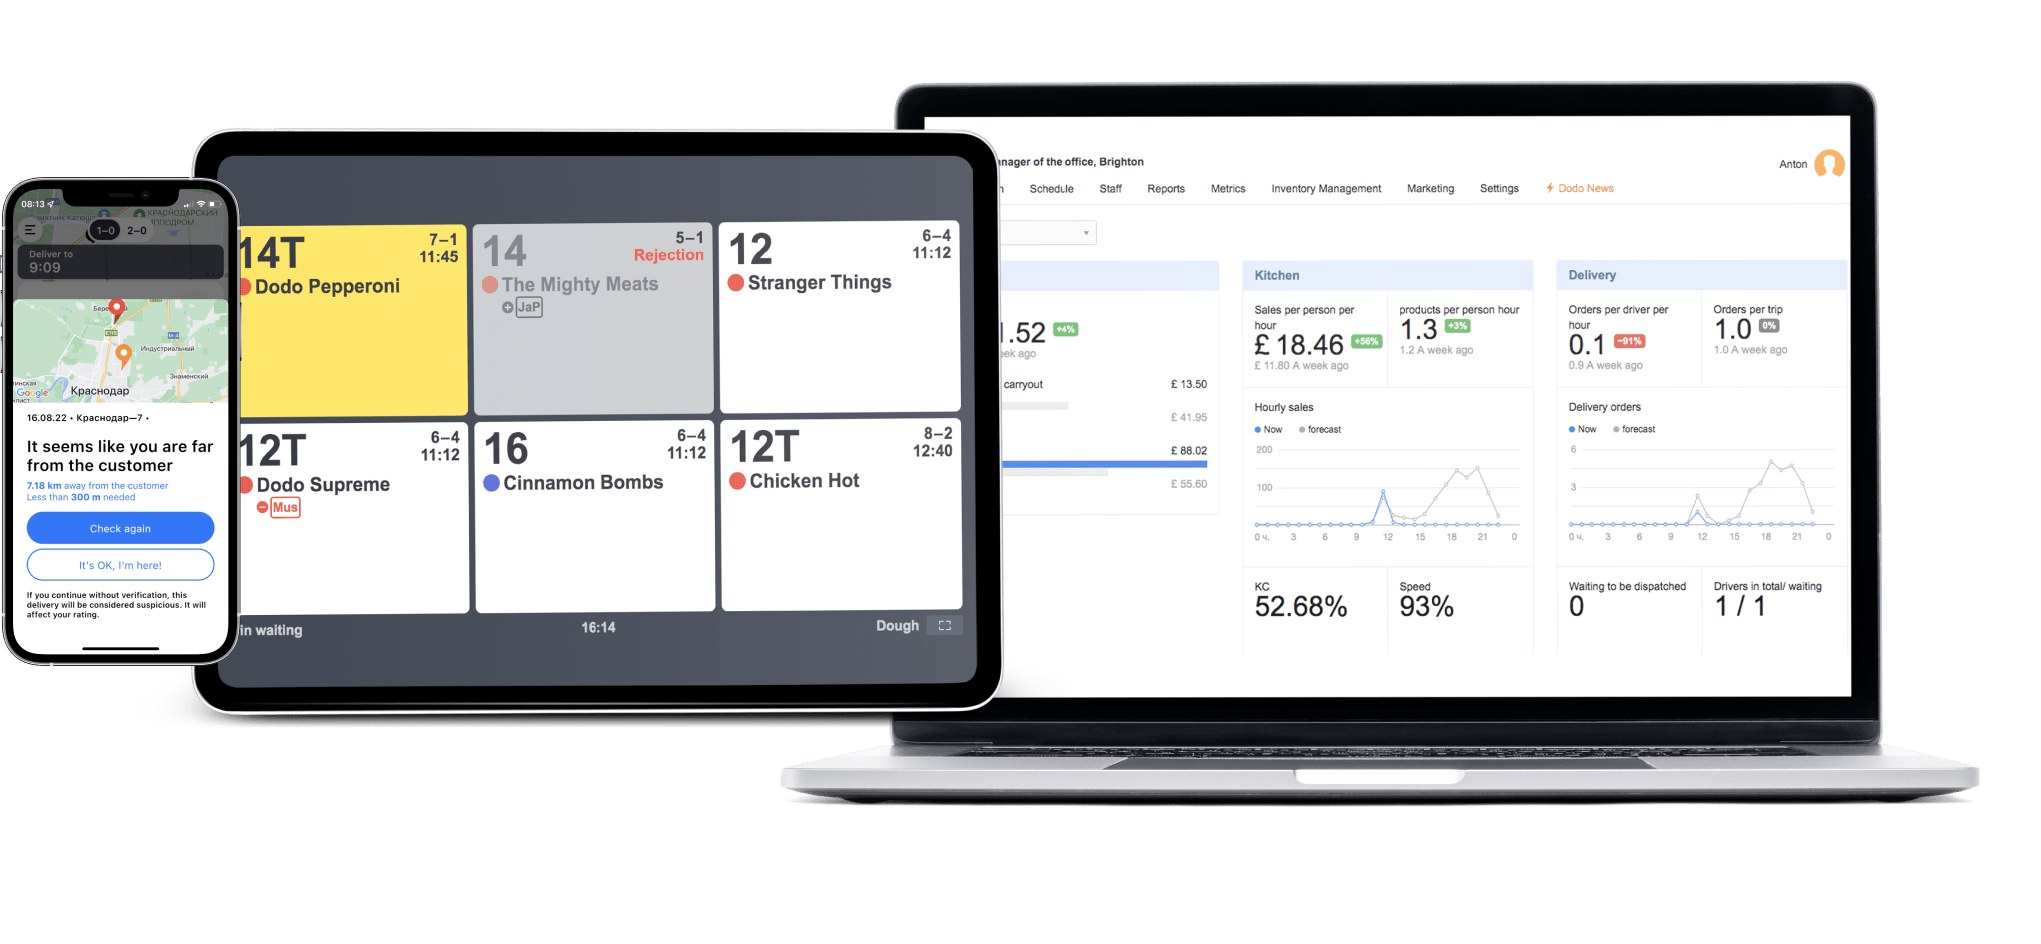 08:13
КРАСНОДАРСКИЙ
1–0
2–0
Deliver to
9:09
Индустриальный
Знаменский
Краснодар
Google
16.08.22 • Краснодар—7 •
It seems like you are far
from the customer
7.18 km away from the customer
Less than 300 m needed
Check again
It's OK, I'm here!
If you continue without verification, this
delivery will be considered suspicious. It will
affect your rating.
14T
7–1
11:45
Dodo Pepperoni
14
5–1
Rejection
The Mighty Meats
JaP
12
6–4
11:12
Stranger Things
12T
6–4
11:12
Dodo Supreme
Mus
16
6–4
11:12
Cinnamon Bombs
12T
8–2
12:40
Chicken Hot
in waiting
16:14
Dough
nager of the office, Brighton
Anton
Schedule
Staff
Reports
Metrics
Inventory Management
Marketing
Settings
Dodo News
.52
+4%
ek ago
carryout
£ 13.50
£ 41.95
£ 88.02
£ 55.60
Kitchen
Sales per person per
hour
£ 18.46
+56%
£ 11.80 A week ago
products per person hour
1.3
+3%
1.2 A week ago
Hourly sales
Now
forecast
200
100
0 ч.
3
6
9
12
15
18
21
0
KC
52.68%
Speed
93%
Delivery
Orders per driver per
hour
0.1
−91%
0.9 A week ago
Orders per trip
1.0
0%
1.0 A week ago
Delivery orders
Now
forecast
6
3
0 ч.
3
6
9
12
15
18
21
0
Waiting to be dispatched
0
Drivers in total/ waiting
1 / 1